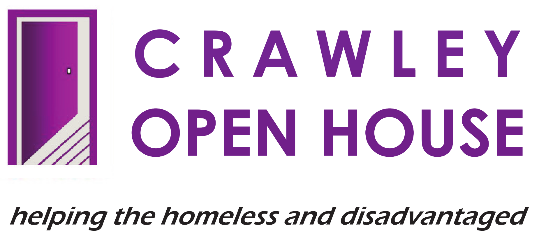 CRAWLEY
OPEN HOUSE
helping the homeless and disadvantaged